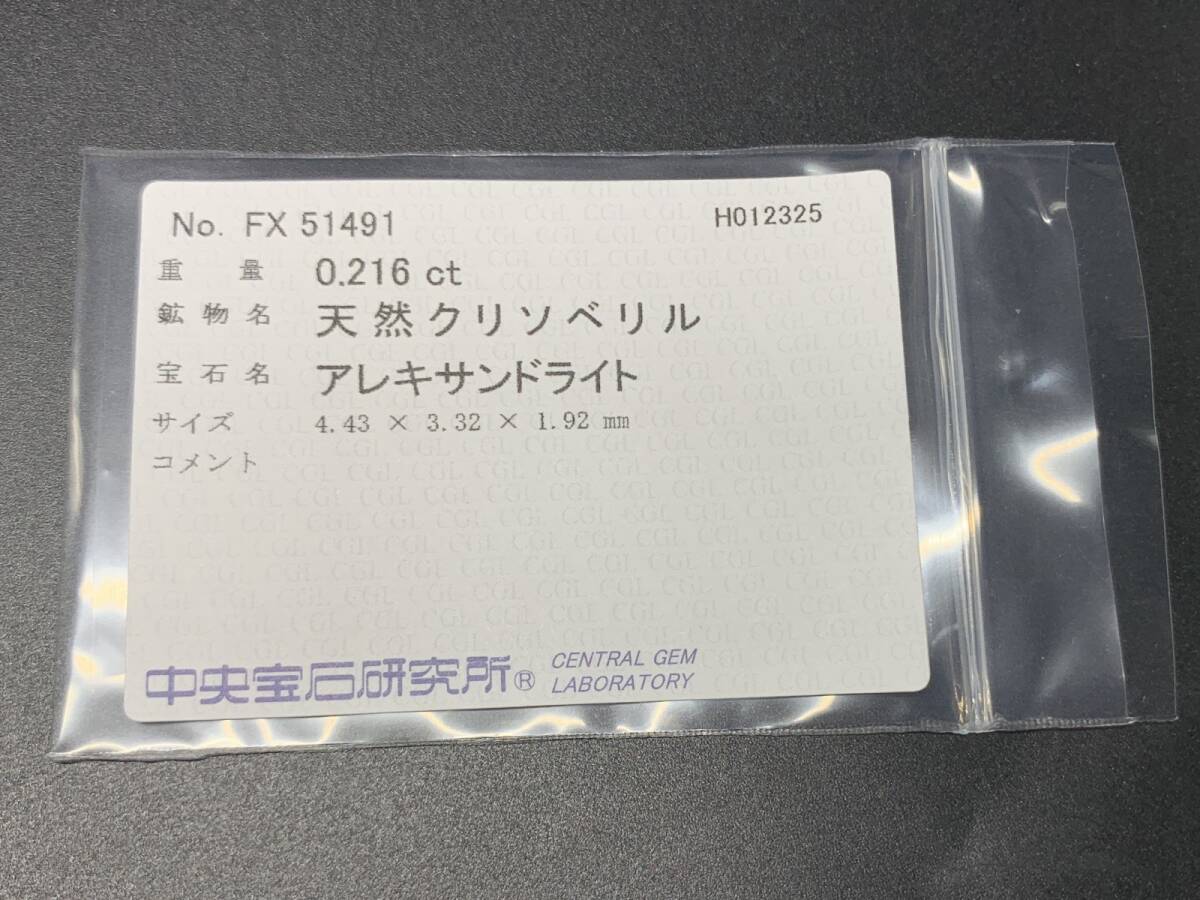 No. FX 51491 H012325
重量 0.216 ct
鉱物名 天然クリソベリル
宝石名 アレキサンドライト
サイズ 4.43 × 3.32 × 1.92 mm
コメント
中央宝石研究所® CENTRAL GEM
LABORATORY